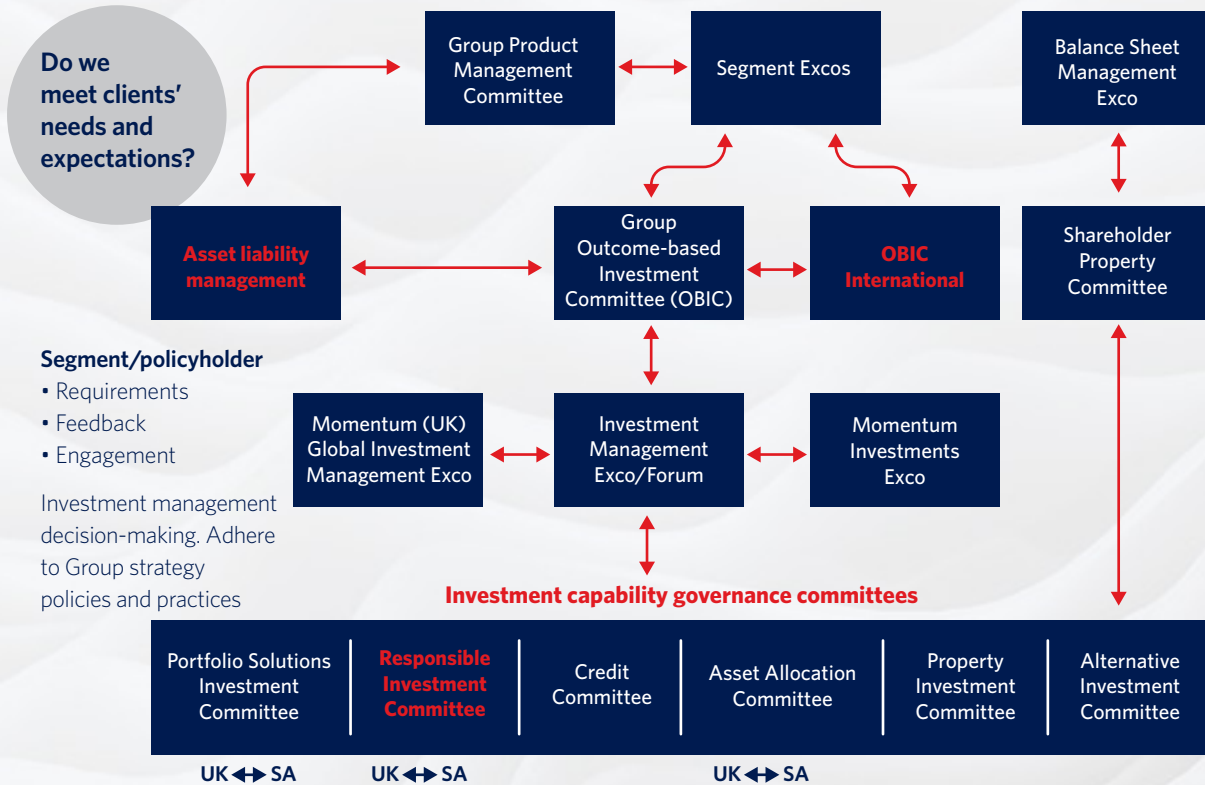 Do we
meet clients'
needs and
expectations?
Group Product
Management
Committee
Segment Excos
Balance Sheet
Management
Exco
Asset liability
management
Group
Outcome-based
Investment
Committee (OBIC)
OBIC
International
Shareholder
Property
Committee
Segment/policyholder
• Requirements
• Feedback
• Engagement
Investment management
decision-making. Adhere
to Group strategy
policies and practices
Momentum (UK)
Global Investment
Management Exco
Investment
Management
Exco/Forum
Momentum
Investments
Exco
Investment capability governance committees
Portfolio Solutions
Investment
Committee
Responsible
Investment
Committee
Credit
Committee
Asset Allocation
Committee
Property
Investment
Committee
Alternative
Investment
Committee
UK ↔ SA
UK ↔ SA
UK ↔ SA